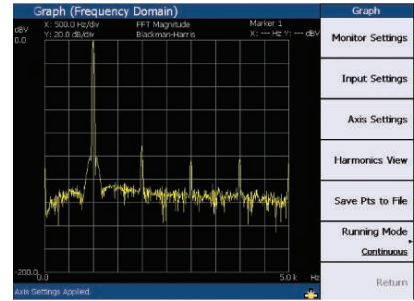 Graph (Frequency Domain)
Graph
dBV
X: 500.0 Hz/div
FFT Magnitude
Marker 1
Y: 20.0 dB/div
Blackman-Harris
X: --- Hz Y: --- dBV
0.0
-200.0
0.0
5.0 k
Hz
Axis Settings Applied.
Monitor Settings
Input Settings
Axis Settings
Harmonics View
Save Pts to File
Running Mode
Continuous
Return